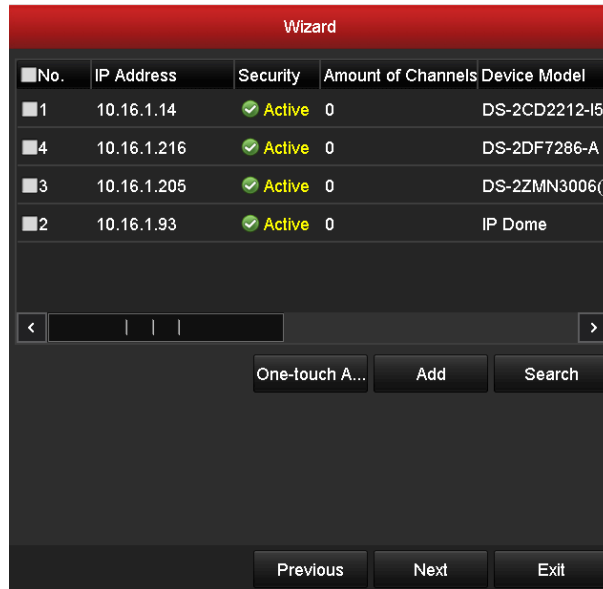 Wizard
No. IP Address Security Amount of Channels Device Model
1 10.16.1.14 Active 0 DS-2CD2212-I5
4 10.16.1.216 Active 0 DS-2DF7286-A
3 10.16.1.205 Active 0 DS-2ZMN3006(
2 10.16.1.93 Active 0 IP Dome
One-touch A... Add Search
Previous Next Exit